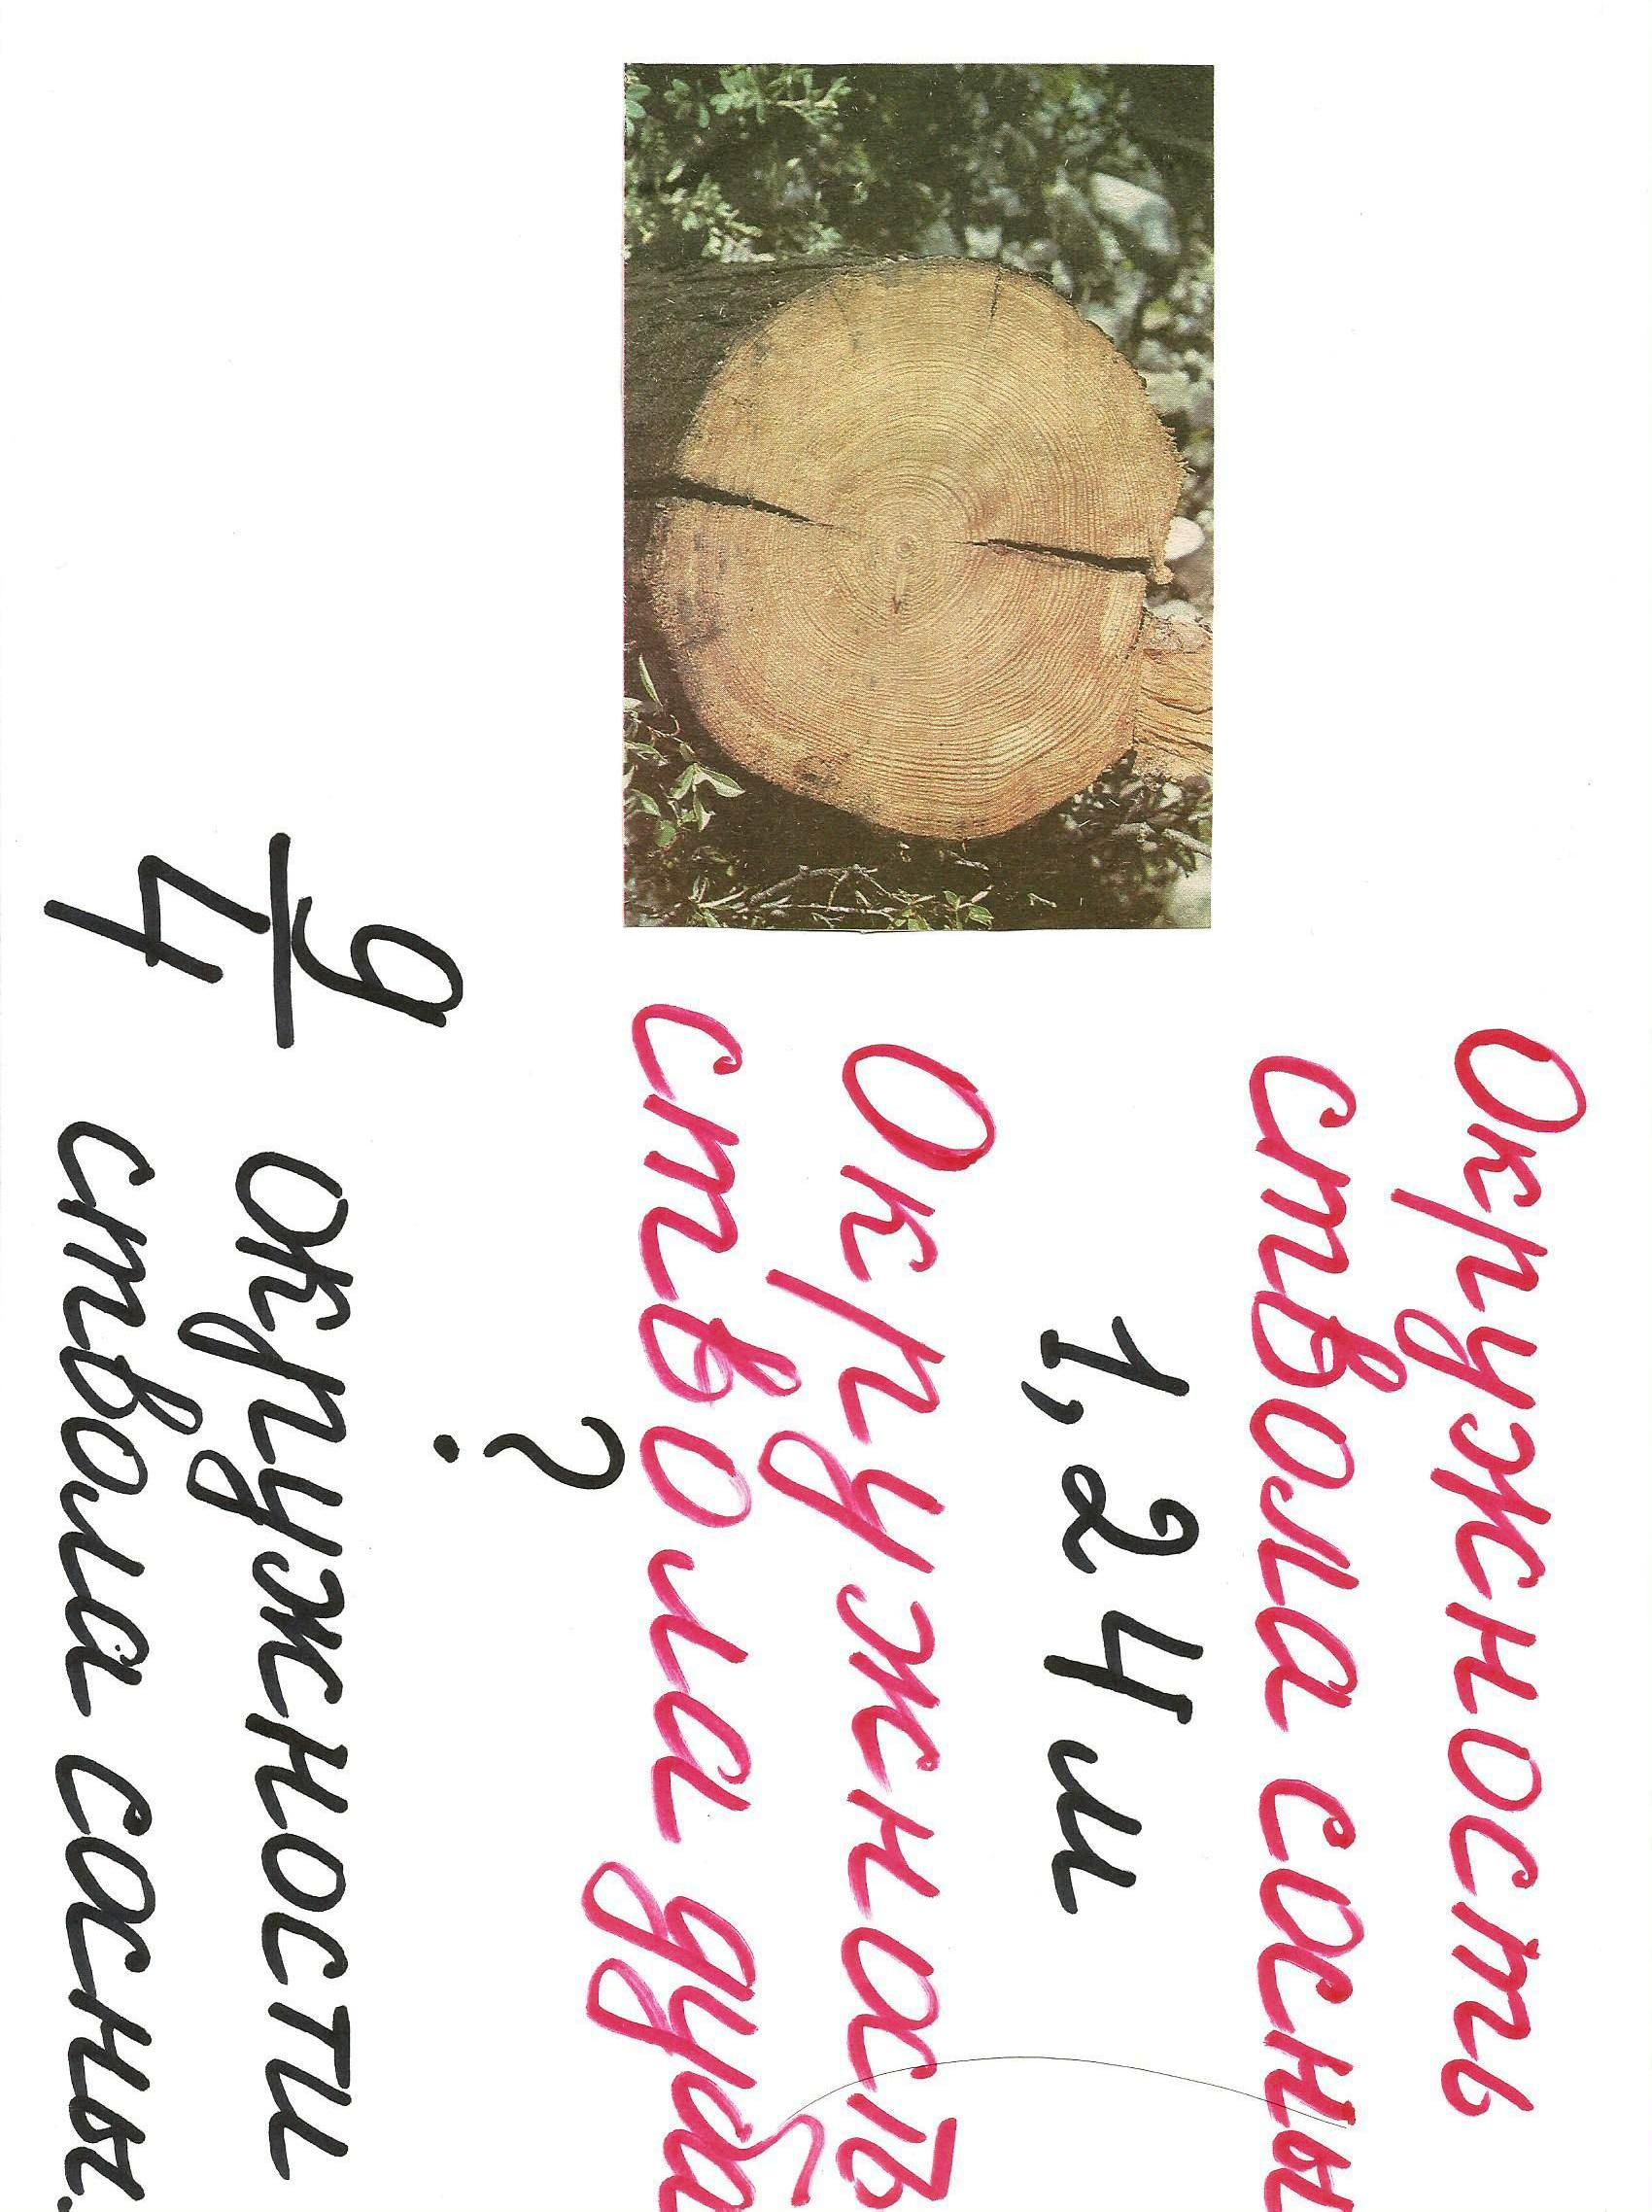 Окружность
ствола сосны
1,24 м
Окружность
ствола дуба
?
9/4 окружности
ствола сосны.